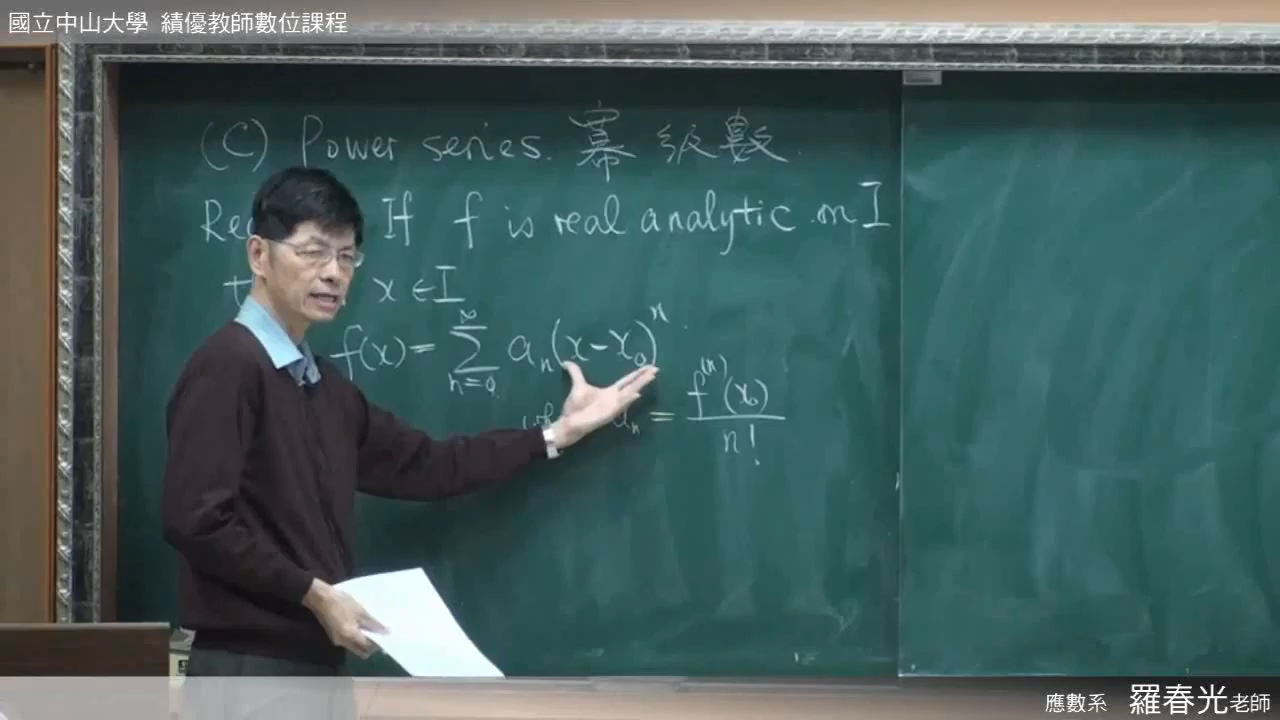 國立中山大學 績優教師數位課程
(C) Power series. 冪級數.
If f is real analytic on I
x ∈ I
f(x) = ∑_{n=0}^{∞} a_n (x-x_0)^n.
a_n = f^{(n)}(x_0) / n!
應數系 羅春光老師